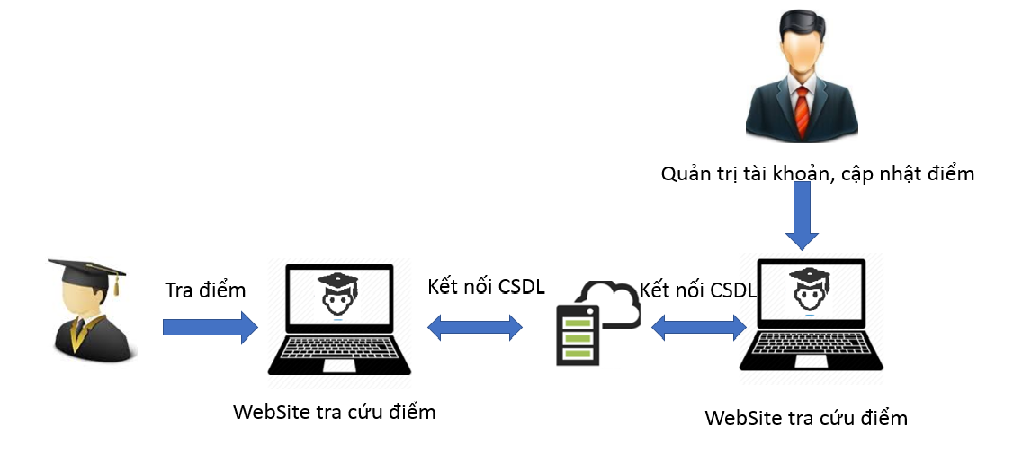 Quản trị tài khoản, cập nhật điểm
Tra điểm
Kết nối CSDL
Kết nối CSDL
WebSite tra cứu điểm
WebSite tra cứu điểm